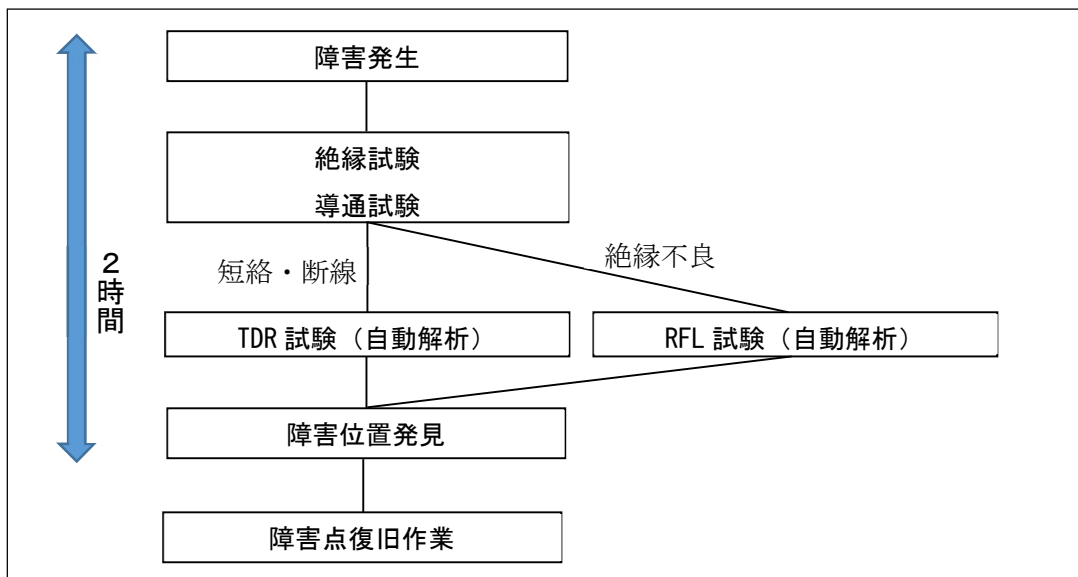 障害発生
絶縁試験
導通試験
短絡・断線
絶縁不良
2時間
TDR 試験（自動解析）
RFL 試験（自動解析）
障害位置発見
障害点復旧作業